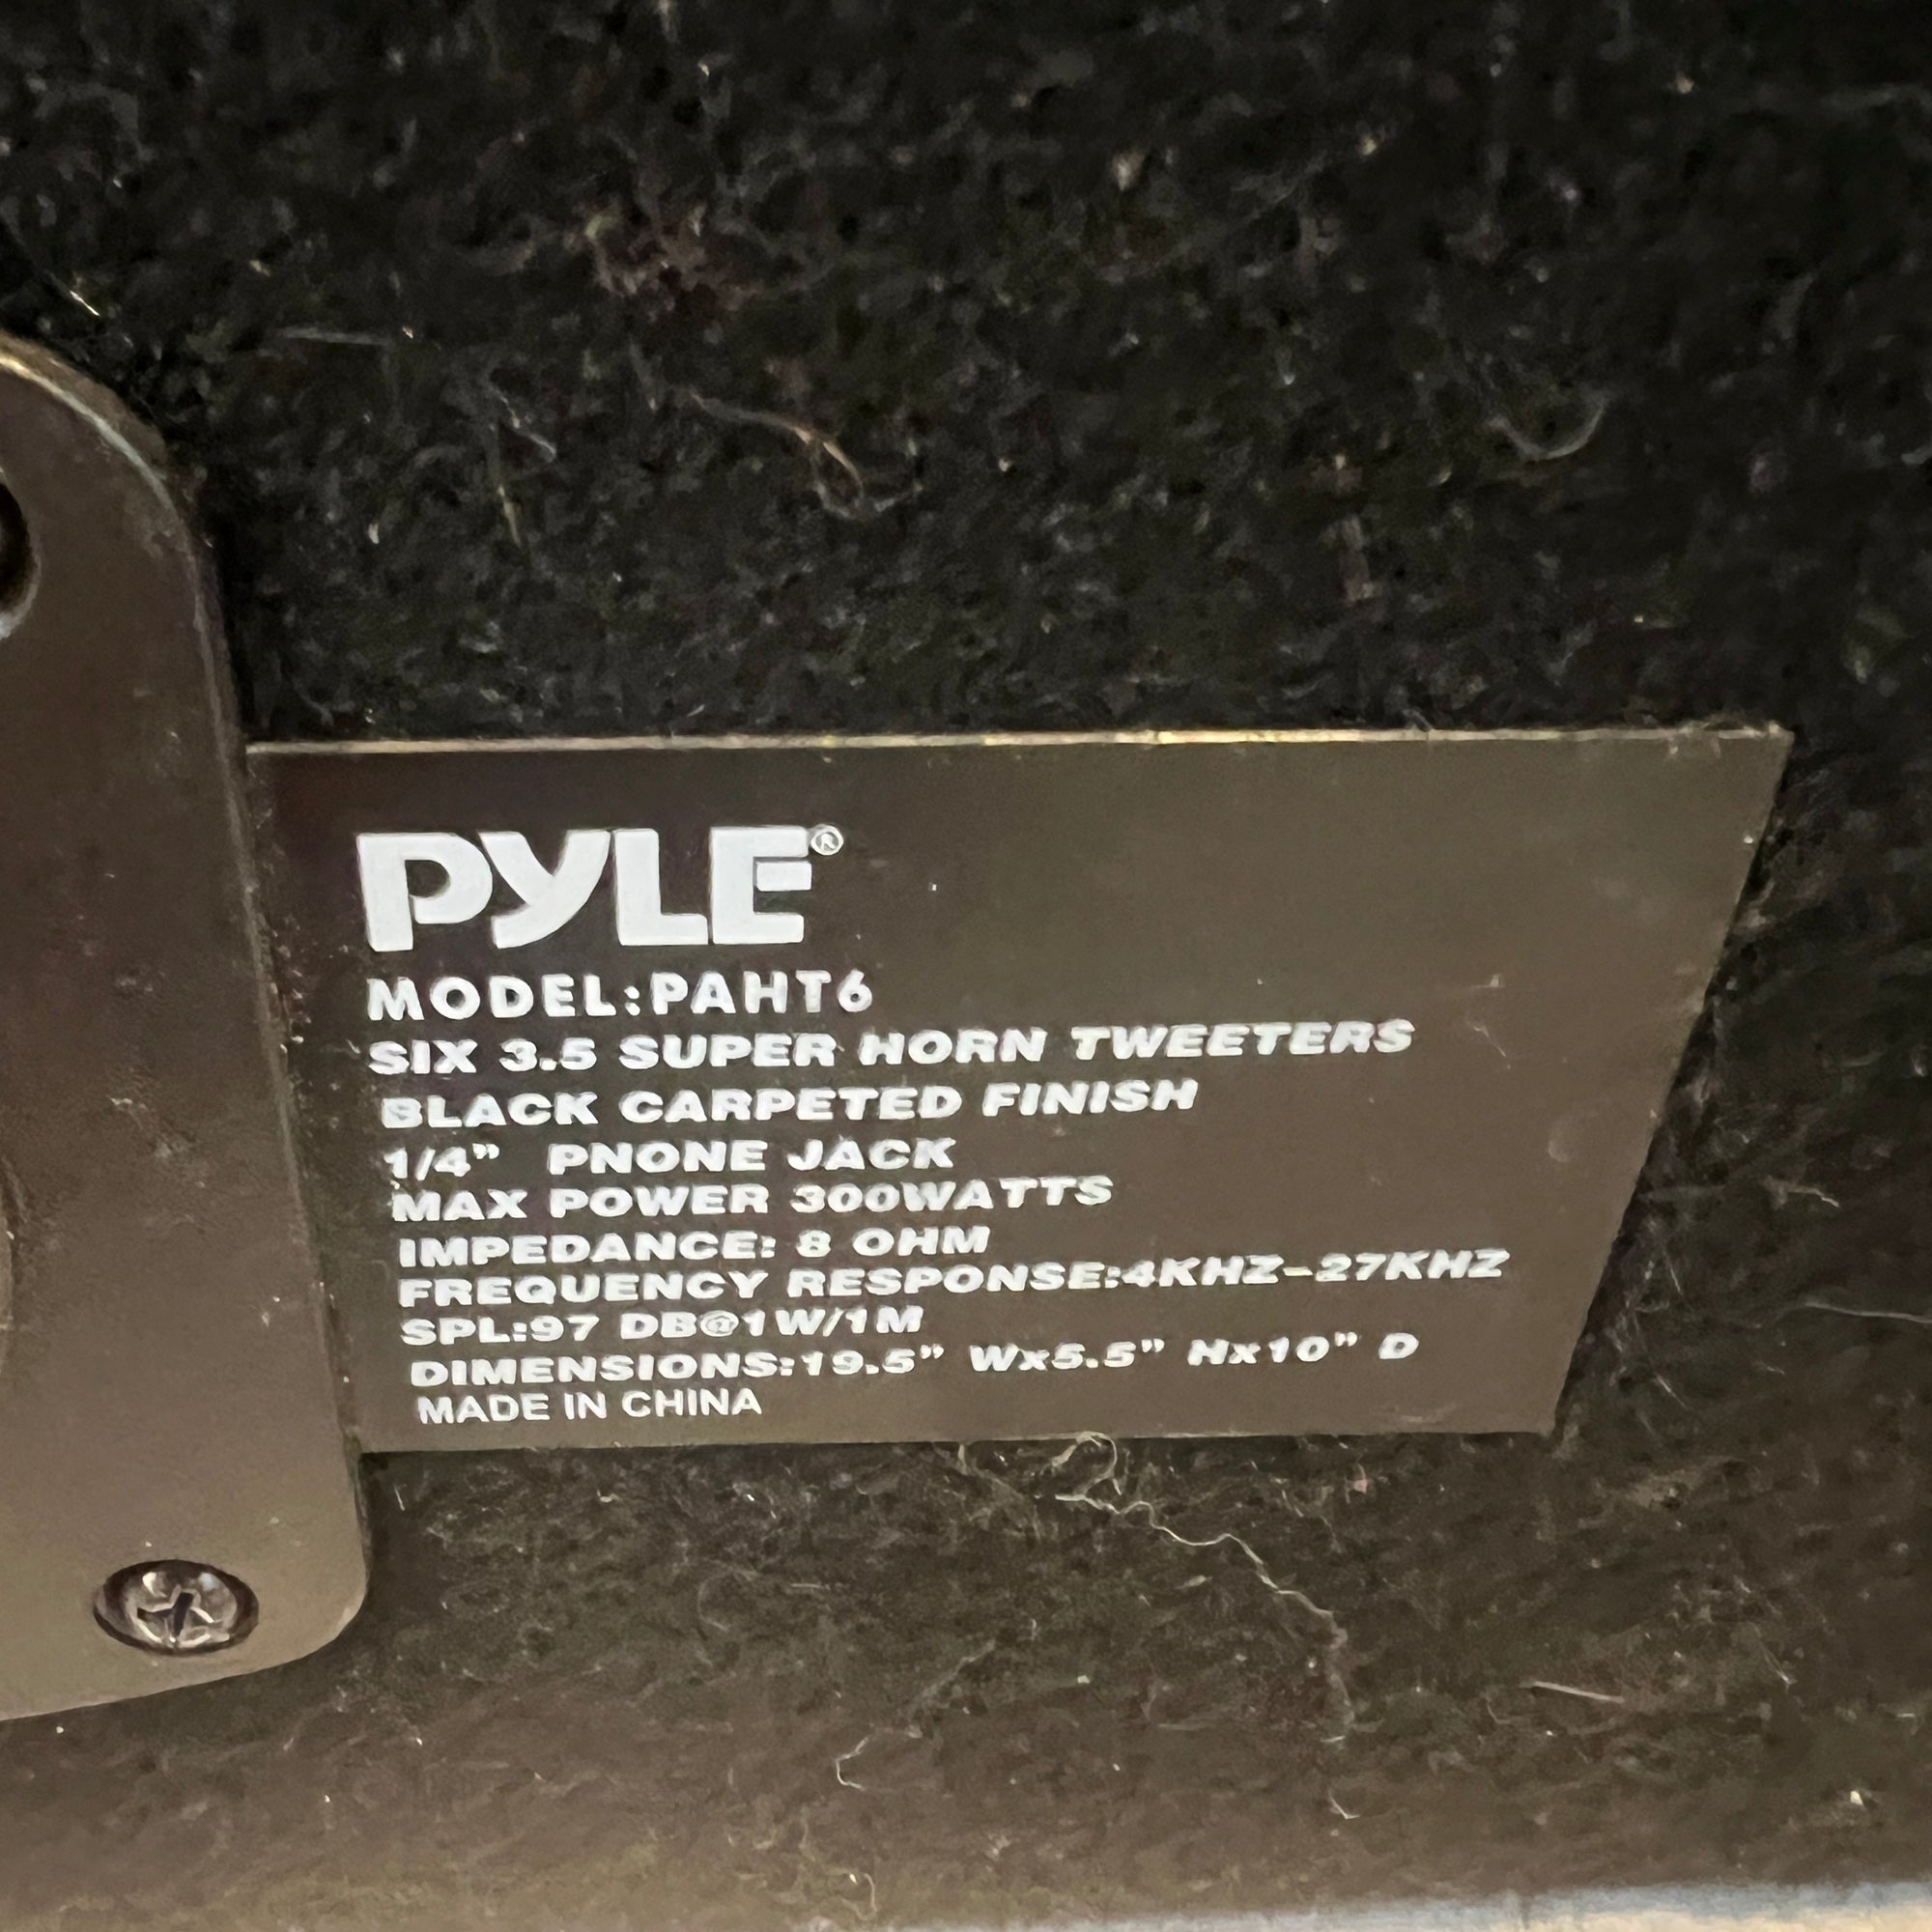 PYLE®
MODEL:PAHT6
SIX 3.5 SUPER HORN TWEETERS
BLACK CARPETED FINISH
1/4" PNONE JACK
MAX POWER 300WATTS
IMPEDANCE: 8 OHM
FREQUENCY RESPONSE:4KHZ-27KHZ
SPL:97 DB@1W/1M
DIMENSIONS:19.5" Wx5.5" Hx10" D
MADE IN CHINA